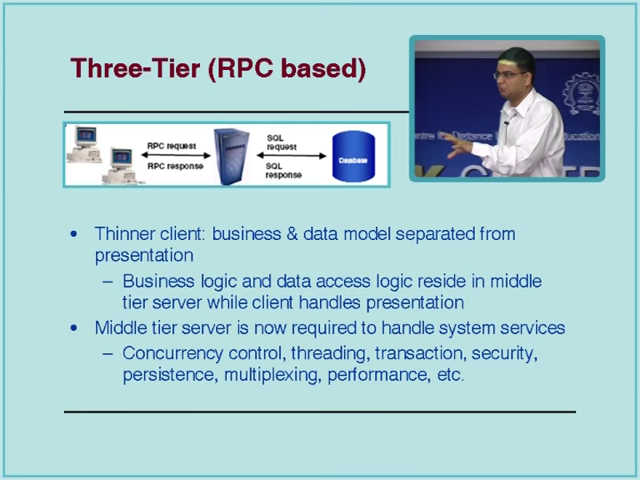 Three-Tier (RPC based)
RPC request
RPC response
SQL
request
SQL
response
Database
Thinner client: business & data model separated from
presentation
– Business logic and data access logic reside in middle
tier server while client handles presentation
Middle tier server is now required to handle system services
– Concurrency control, threading, transaction, security,
persistence, multiplexing, performance, etc.